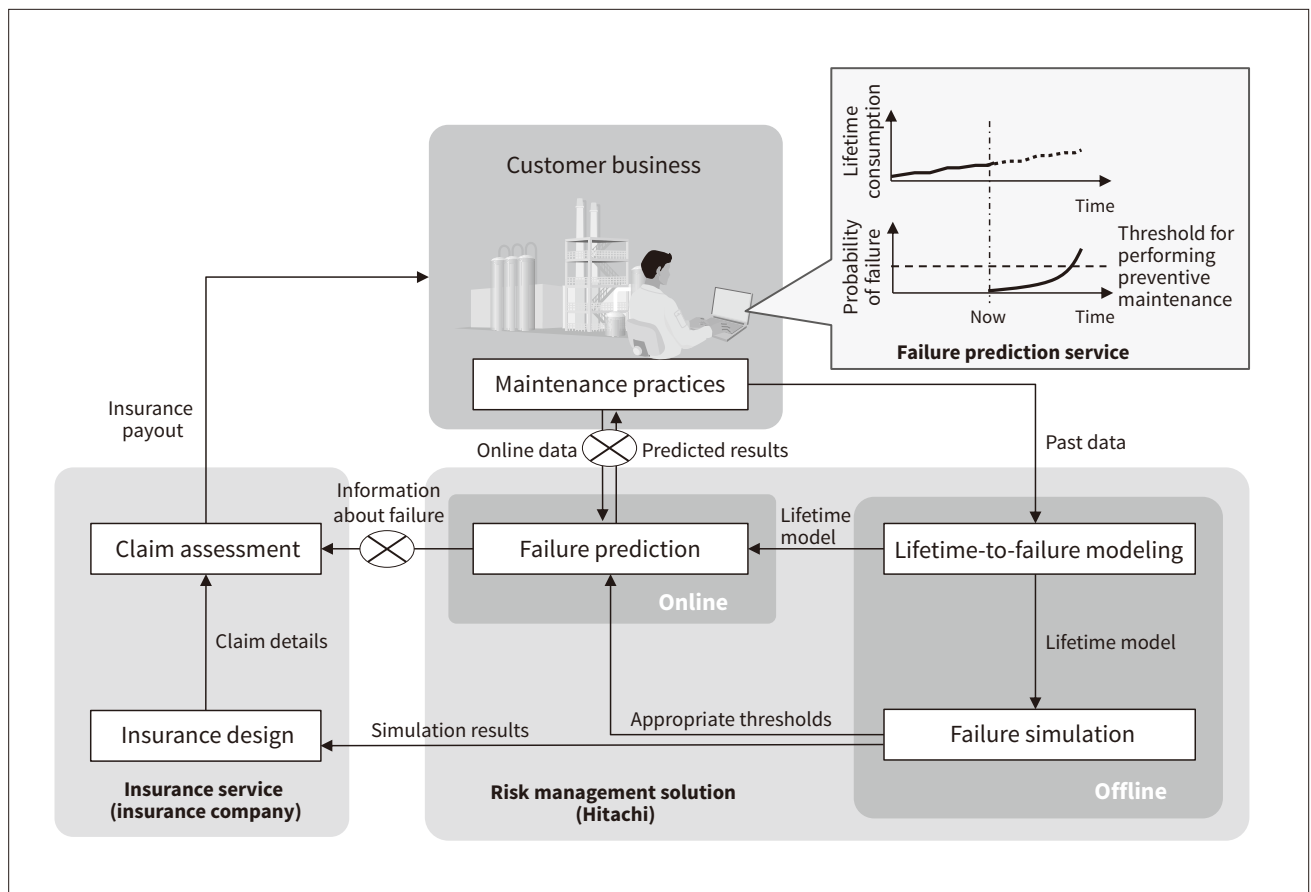 Customer business
Lifetime
consumption
Time
Probability
of failure
Threshold for
performing
preventive
maintenance
Now
Time
Failure prediction service
Maintenance practices
Insurance
payout
Online data
Predicted results
Past data
Information
about failure
Lifetime
model
Claim assessment
Failure prediction
Lifetime-to-failure modeling
Online
Claim details
Lifetime model
Appropriate thresholds
Simulation results
Insurance design
Failure simulation
Insurance service
(insurance company)
Risk management solution
(Hitachi)
Offline